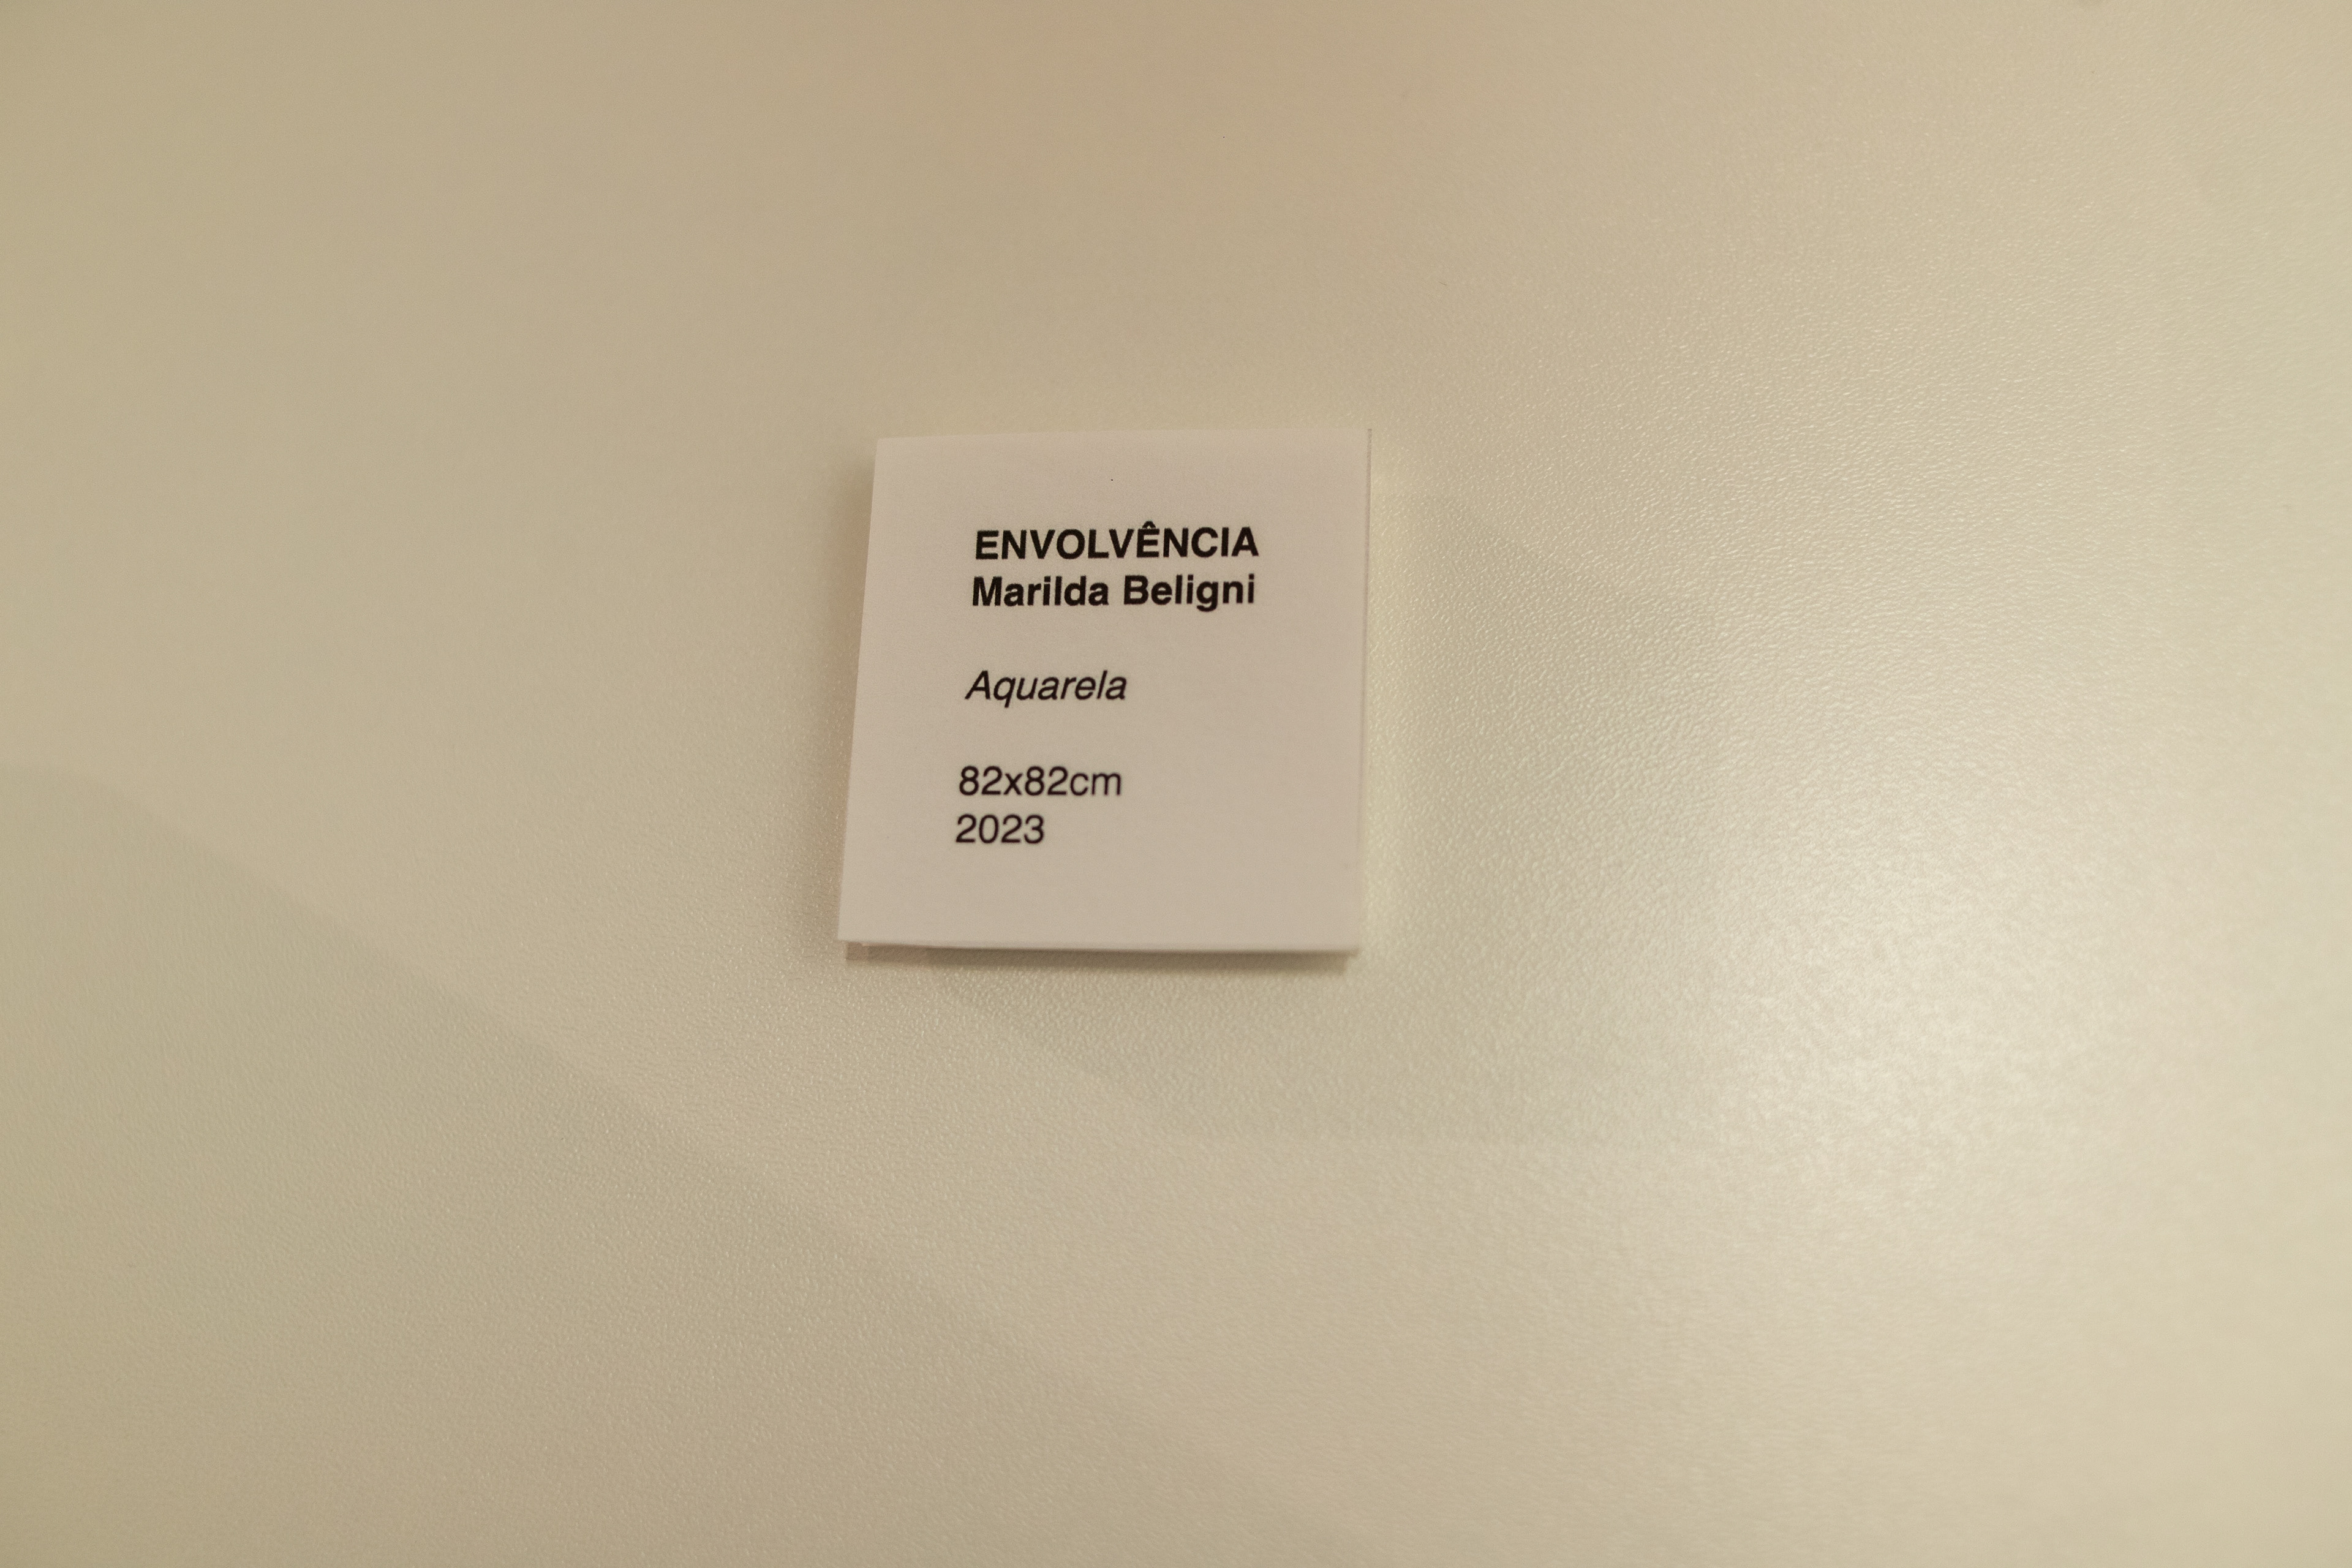 ENVOLVÊNCIA
Marilda Beligni
Aquarela
82x82cm
2023